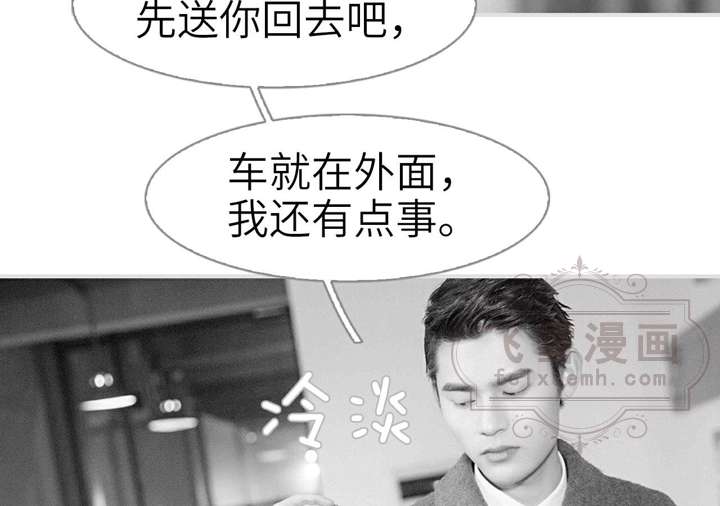 先送你回去吧，
车就在外面，
我还有点事。
冷淡
漫画